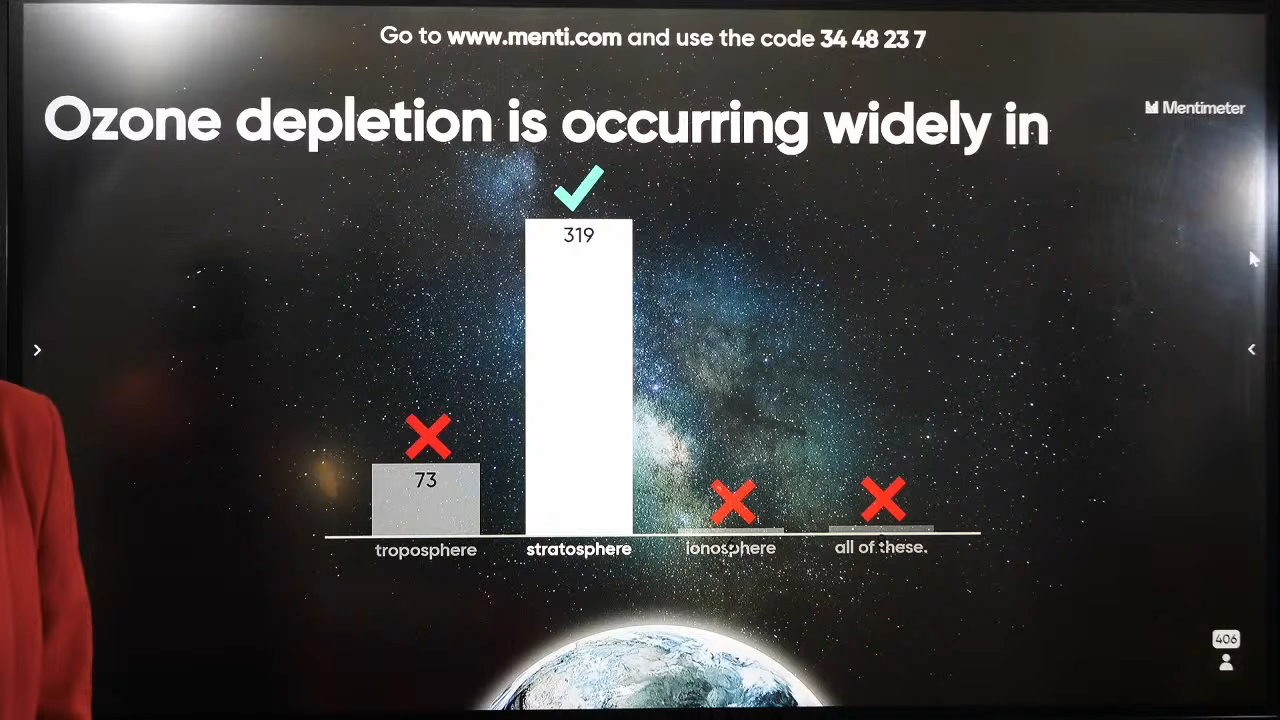 Go to www.menti.com and use the code 34 48 23 7
Ozone depletion is occurring widely in
Mentimeter
319
73
troposphere
stratosphere
ionosphere
all of these.
406